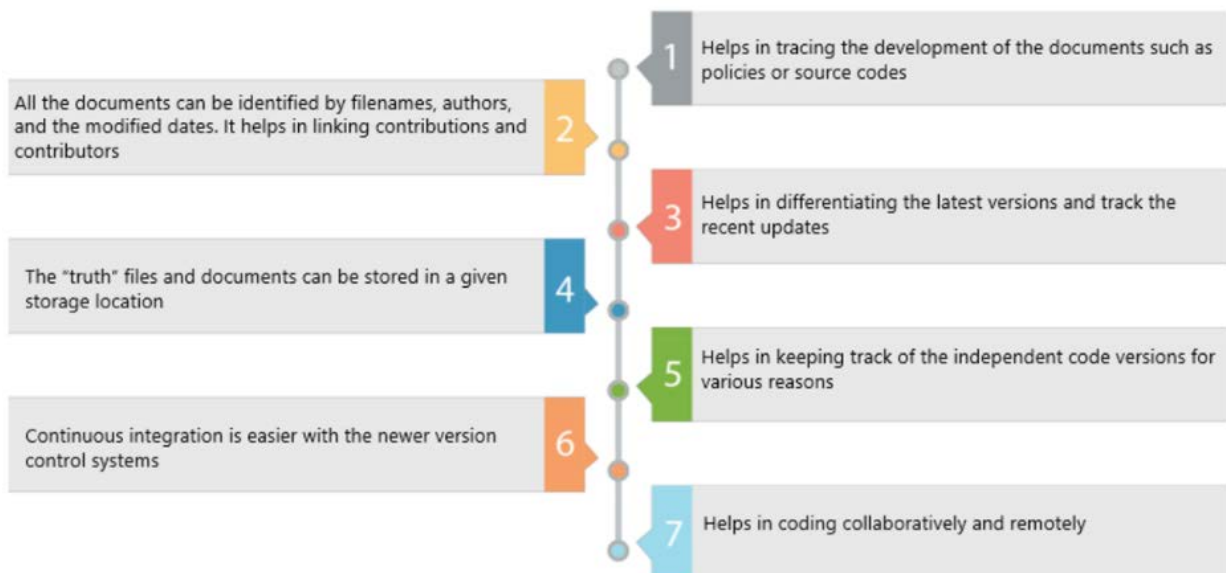 1
Helps in tracing the development of the documents such as
policies or source codes
All the documents can be identified by filenames, authors,
and the modified dates. It helps in linking contributions and
contributors
2
3
Helps in differentiating the latest versions and track the
recent updates
The “truth” files and documents can be stored in a given
storage location
4
5
Helps in keeping track of the independent code versions for
various reasons
Continuous integration is easier with the newer version
control systems
6
7
Helps in coding collaboratively and remotely